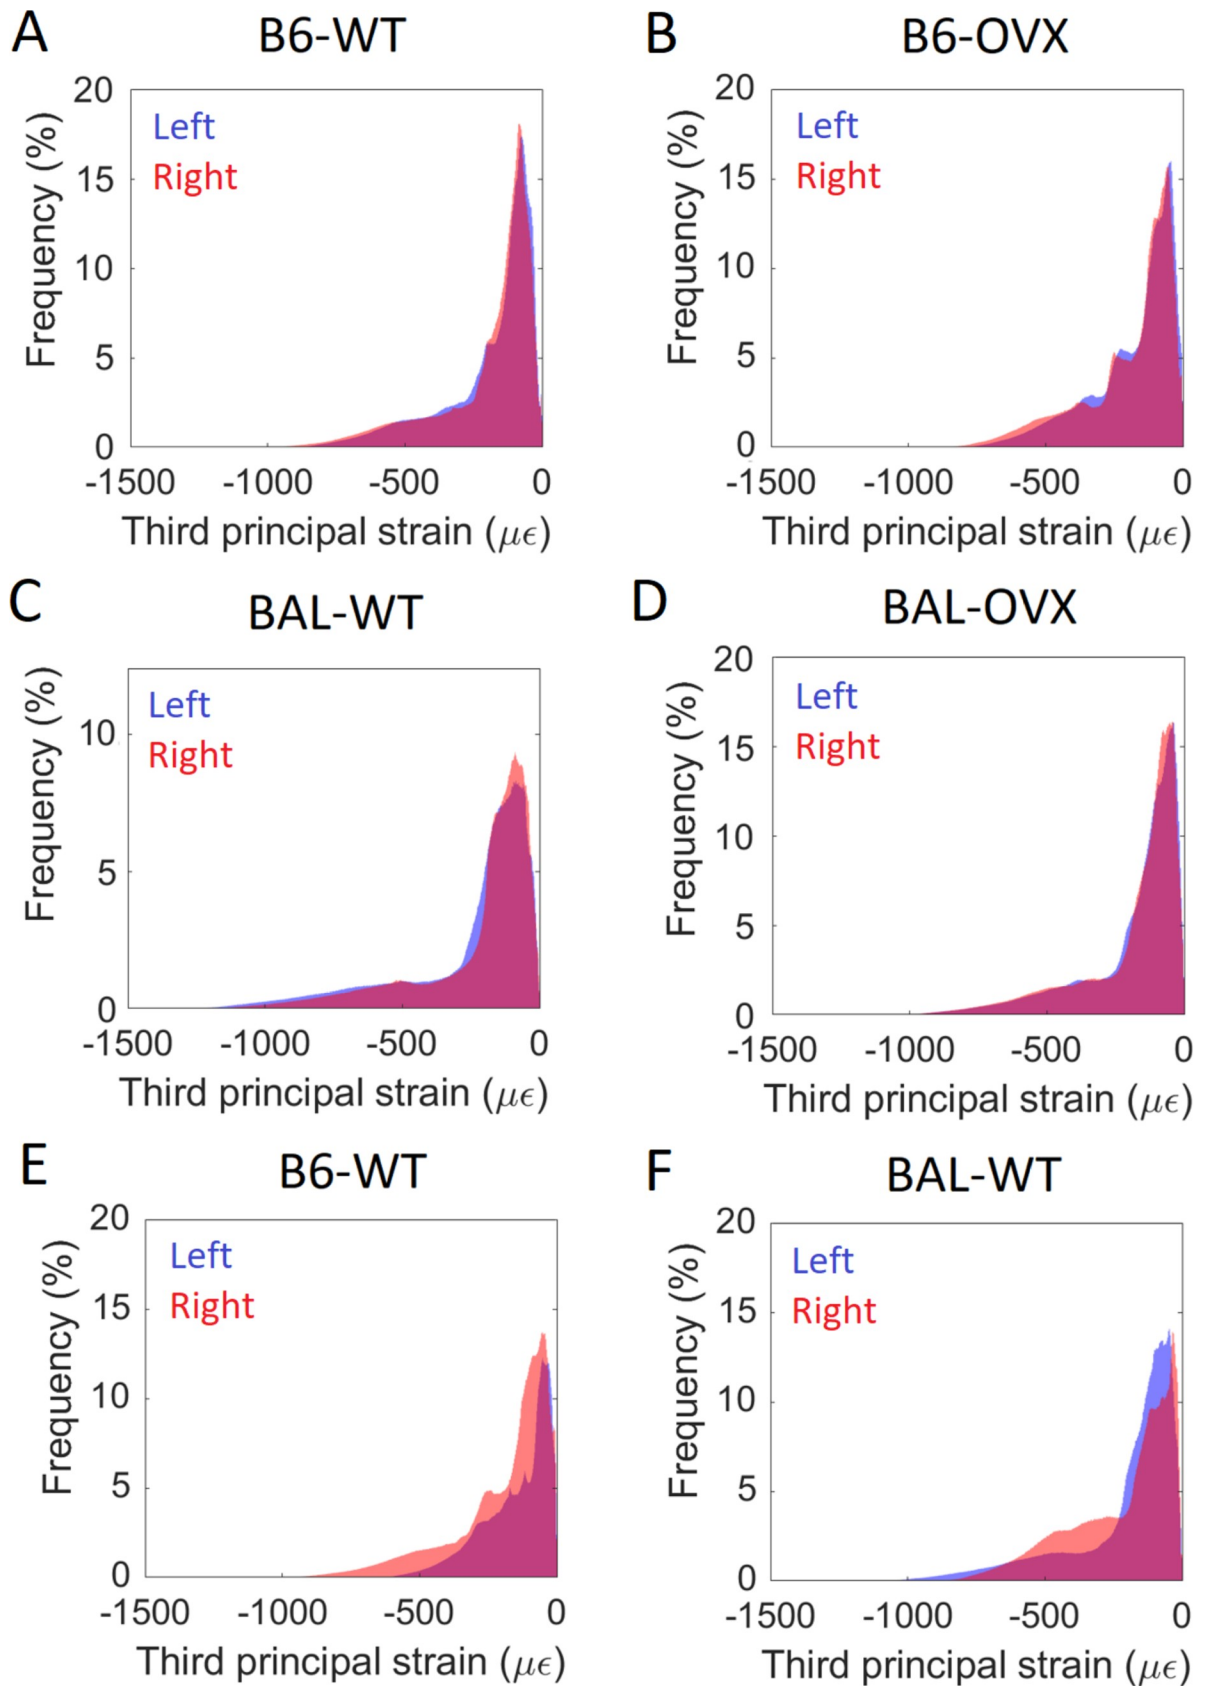 A
B6-WT
B
B6-OVX
20
15
10
5
0
Frequency (%)
Left
Right
-1500
-1000
-500
0
Third principal strain (με)
20
15
10
5
0
Frequency (%)
Left
Right
-1500
-1000
-500
0
Third principal strain (με)
C
BAL-WT
D
BAL-OVX
10
5
0
Frequency (%)
Left
Right
-1500
-1000
-500
0
Third principal strain (με)
20
15
10
5
0
Frequency (%)
Left
Right
-1500
-1000
-500
0
Third principal strain (με)
E
B6-WT
F
BAL-WT
20
15
10
5
0
Frequency (%)
Left
Right
-1500
-1000
-500
0
Third principal strain (με)
20
15
10
5
0
Frequency (%)
Left
Right
-1500
-1000
-500
0
Third principal strain (με)